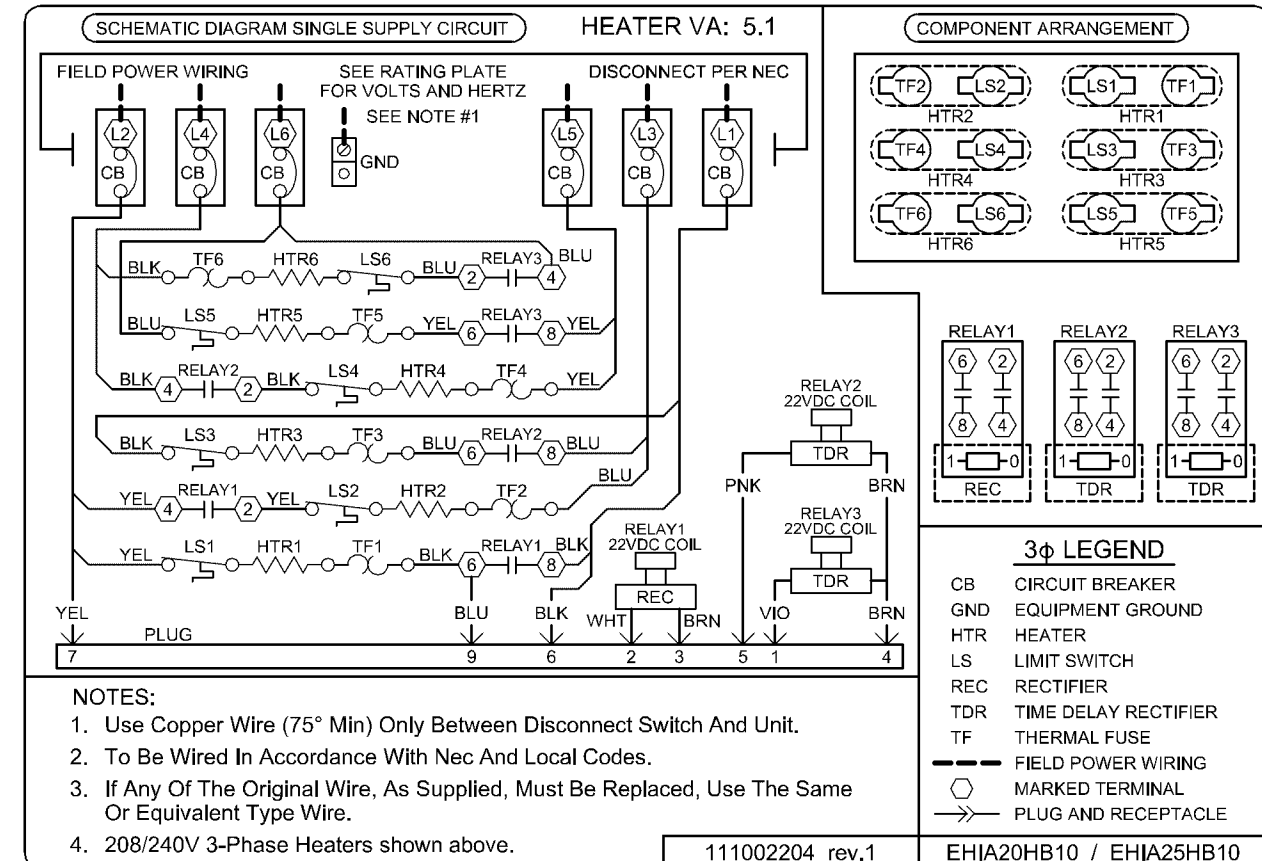 SCHEMATIC DIAGRAM SINGLE SUPPLY CIRCUIT
HEATER VA: 5.1
FIELD POWER WIRING
SEE RATING PLATE
FOR VOLTS AND HERTZ
DISCONNECT PER NEC
SEE NOTE #1
L2 L4 L6 L5 L3 L1
GND
CB CB CB CB CB CB
BLK TF6 HTR6 LS6 BLU 2 RELAY3 4 BLU
BLU LS5 HTR5 TF5 YEL 6 RELAY3 8 YEL
BLK 4 RELAY2 2 BLK LS4 HTR4 TF4 YEL
BLK LS3 HTR3 TF3 BLU 6 RELAY2 8 BLU
YEL 4 RELAY1 2 YEL LS2 HTR2 TF2 BLU
YEL LS1 HTR1 TF1 BLK 6 RELAY1 8 BLK
RELAY2
22VDC COIL
TDR
PNK BRN
RELAY3
22VDC COIL
TDR
RELAY1
22VDC COIL
REC
YEL BLU BLK WHT BRN VIO BRN
PLUG
7 9 6 2 3 5 1 4
COMPONENT ARRANGEMENT
TF2 LS2 LS1 TF1
HTR2 HTR1
TF4 LS4 LS3 TF3
HTR4 HTR3
TF6 LS6 LS5 TF5
HTR6 HTR5
RELAY1 RELAY2 RELAY3
6 2 6 2 6 2
8 4 8 4 8 4
1 0 1 0 1 0
REC TDR TDR
3ϕ LEGEND
CB CIRCUIT BREAKER
GND EQUIPMENT GROUND
HTR HEATER
LS LIMIT SWITCH
REC RECTIFIER
TDR TIME DELAY RECTIFIER
TF THERMAL FUSE
FIELD POWER WIRING
MARKED TERMINAL
PLUG AND RECEPTACLE
NOTES:
1. Use Copper Wire (75° Min) Only Between Disconnect Switch And Unit.
2. To Be Wired In Accordance With Nec And Local Codes.
3. If Any Of The Original Wire, As Supplied, Must Be Replaced, Use The Same
Or Equivalent Type Wire.
4. 208/240V 3-Phase Heaters shown above.
111002204 rev.1
EHIA20HB10 / EHIA25HB10